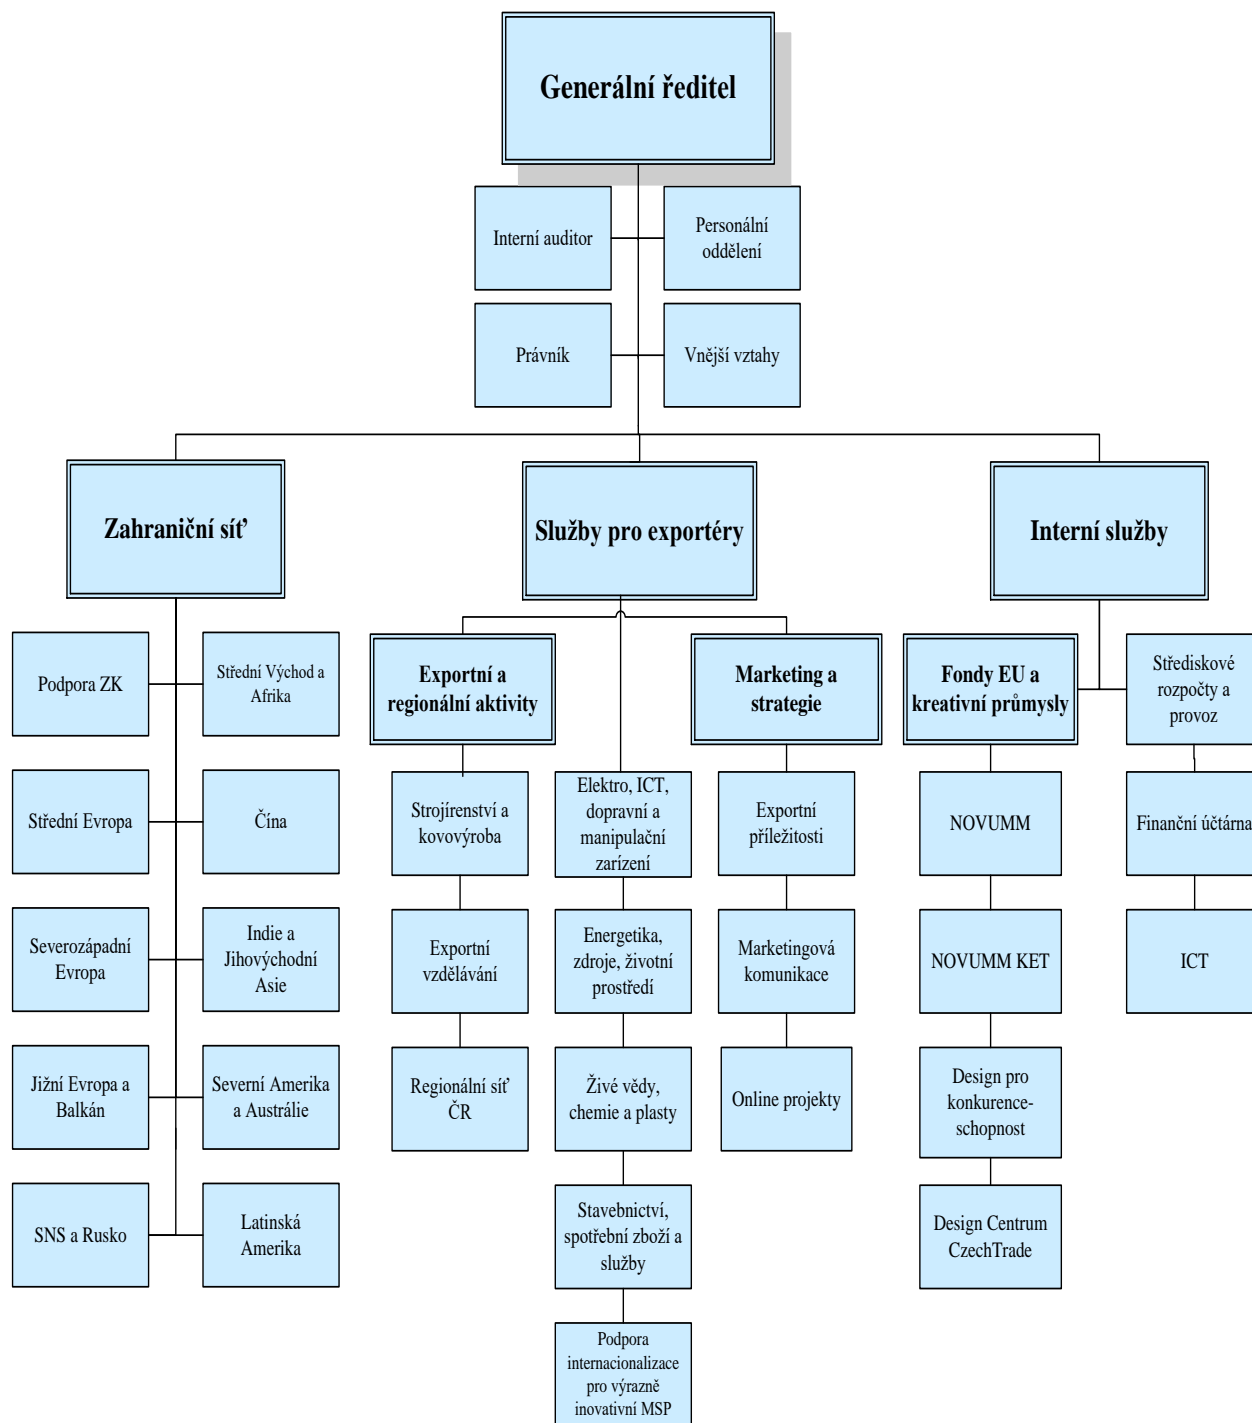 Generální ředitel
Interní auditor
Personální
oddělení
Právník
Vnější vztahy
Zahraniční síť
Služby pro exportéry
Interní služby
Podpora ZK
Střední Východ a
Afrika
Střední Evropa
Čína
Severozápadní
Evropa
Indie a
Jihovýchodní
Asie
Jižní Evropa a
Balkán
Severní Amerika
a Austrálie
SNS a Rusko
Latinská
Amerika
Exportní a
regionální aktivity
Strojírenství a
kovovýroba
Exportní
vzdělávání
Regionální síť
ČR
Elektro, ICT,
dopravní a
manipulační
zarízení
Energetika,
zdroje, životní
prostředí
Živé vědy,
chemie a plasty
Stavebnictví,
spotřební zboží a
služby
Podpora
internacionalizace
pro výrazně
inovativní MSP
Marketing a
strategie
Exportní
příležitosti
Marketingová
komunikace
Online projekty
Fondy EU a
kreativní průmysly
NOVUMM
NOVUMM KET
Design pro
konkurence-
schopnost
Design Centrum
CzechTrade
Střediskové
rozpočty a
provoz
Finanční účtárna
ICT